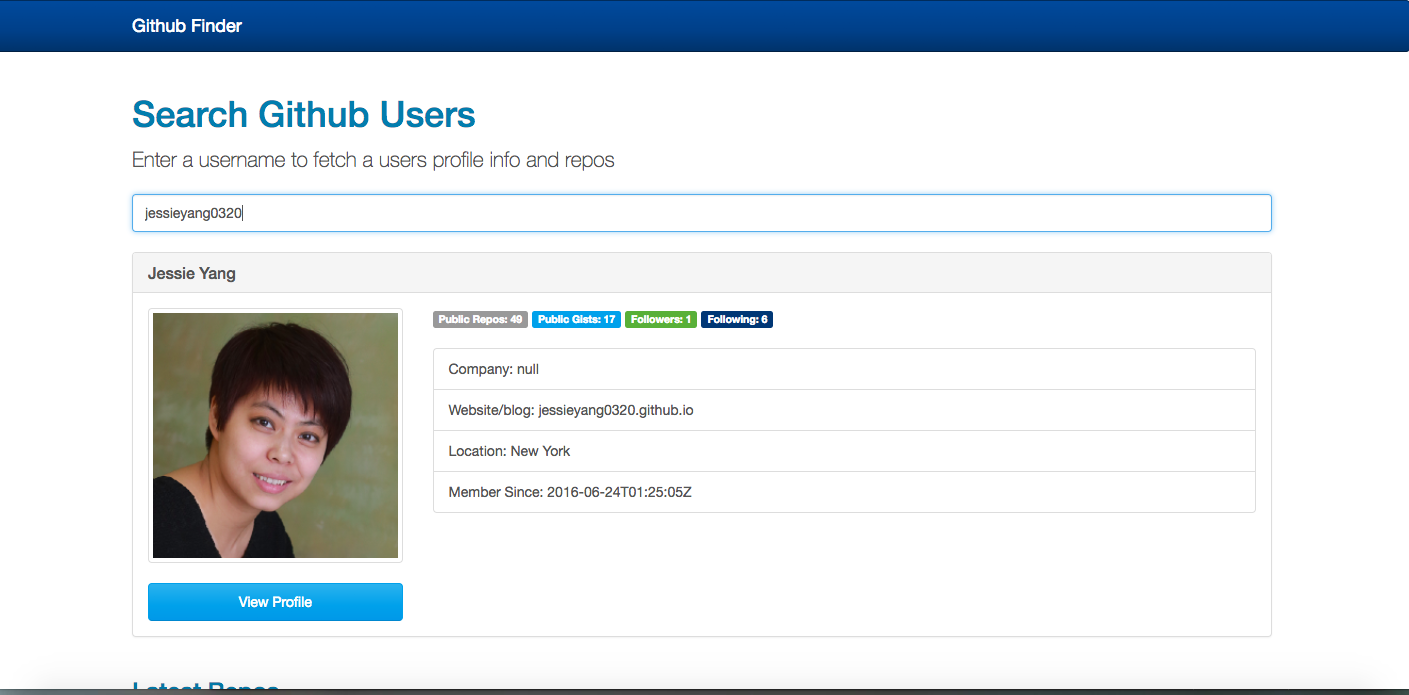 Github Finder
Search Github Users
Enter a username to fetch a users profile info and repos
jessieyang0320
Jessie Yang
Public Repos: 49 Public Gists: 17 Followers: 1 Following: 6
Company: null
Website/blog: jessieyang0320.github.io
Location: New York
Member Since: 2016-06-24T01:25:05Z
View Profile
Latest Repos